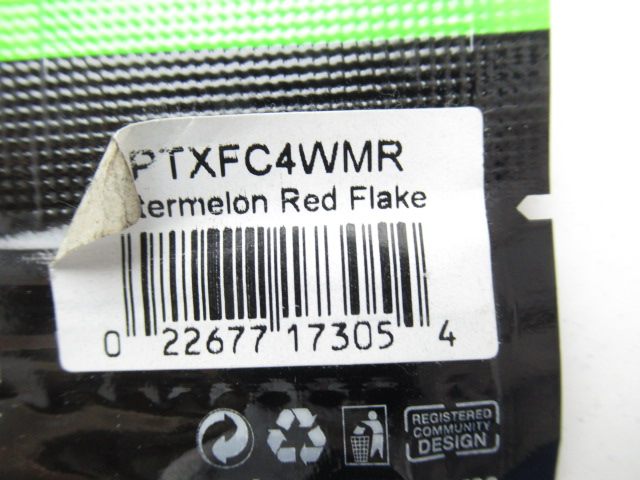 PTXFC4WMR
termelon Red Flake
0 22677 17305 4
REGISTERED
COMMUNITY
DESIGN